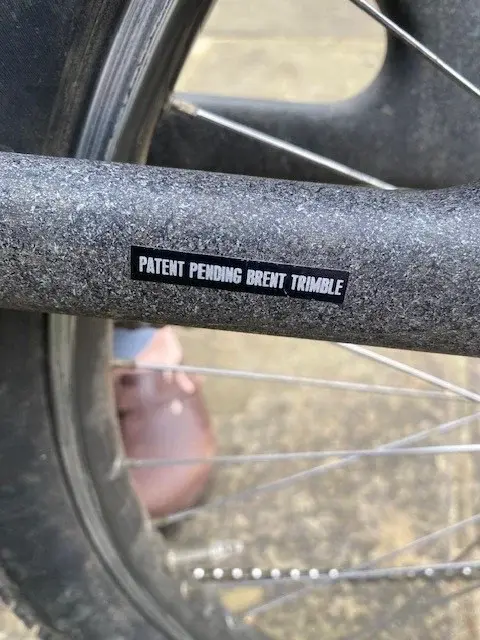 PATENT PENDING BRENT TRIMBLE